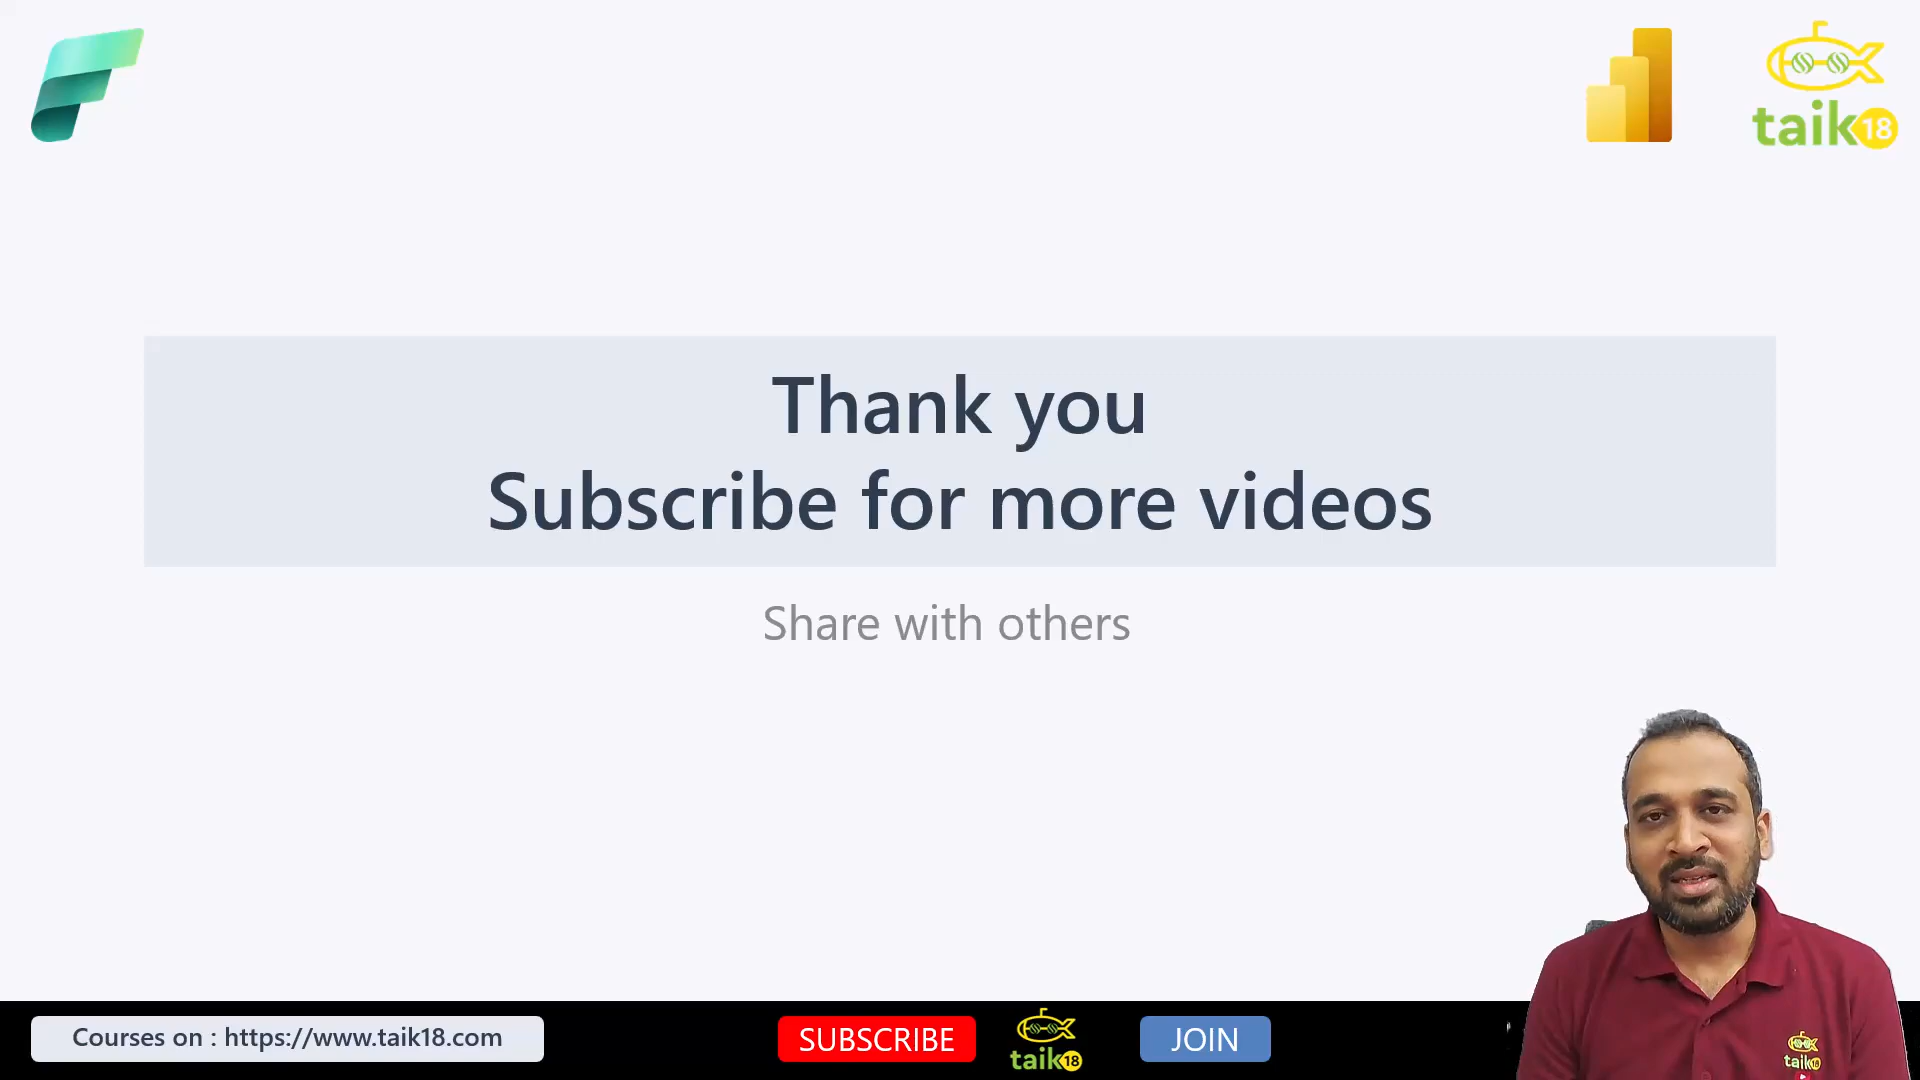 taik18
Thank you
Subscribe for more videos
Share with others
Courses on : https://www.taik18.com
SUBSCRIBE
taik18
JOIN
taik18